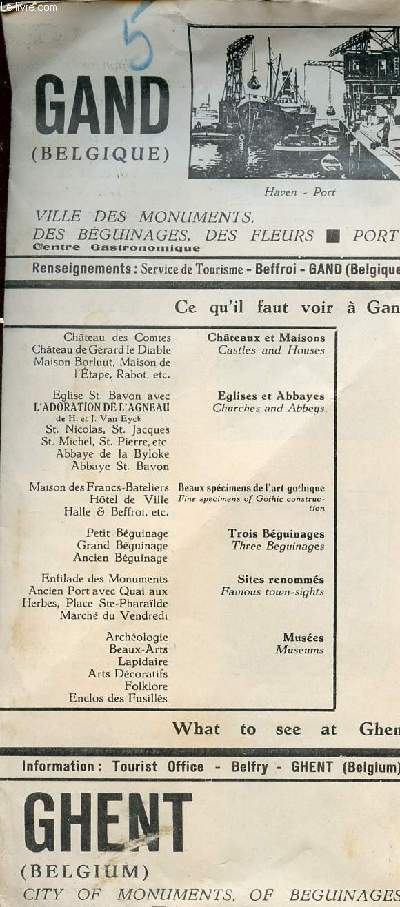 Le-livre.com
5
GAND
(BELGIQUE)
Haven - Port
VILLE DES MONUMENTS,
DES BÉGUINAGES, DES FLEURS ■ PORT
Centre Gastronomique
Renseignements: Service de Tourisme - Beffroi - GAND (Belgique
Ce qu'il faut voir à Gan
Château des Comtes Châteaux et Maisons
Château de Gérard le Diable Castles and Houses
Maison Borluut, Maison de
l'Étape, Rabot, etc.
Eglise St. Bavon avec Eglises et Abbayes
L'ADORATION DE L'AGNEAU Churches and Abbeys
de H. et J. Van Eyck
St. Nicolas, St. Jacques
St. Michel, St. Pierre, etc
Abbaye de la Byloke
Abbaye St. Bavon
Maison des Francs-Bateliers Beaux spécimens de l'art gothique
Hôtel de Ville Fine specimens of Gothic construc-
Halle & Beffroi, etc. tion
Petit Béguinage Trois Béguinages
Grand Béguinage Three Beguinages
Ancien Béguinage
Enfilade des Monuments Sites renommés
Ancien Port avec Quai aux Famous town-sights
Herbes, Place Ste-Pharaïlde
Marché du Vendredi
Archéologie Musées
Beaux-Arts Museums
Lapidaire
Arts Décoratifs
Folklore
Enclos des Fusillés
What to see at Ghen
Information: Tourist Office - Belfry - GHENT (Belgium)
GHENT
(BELGIUM)
CITY OF MONUMENTS, OF BEGUINAGES